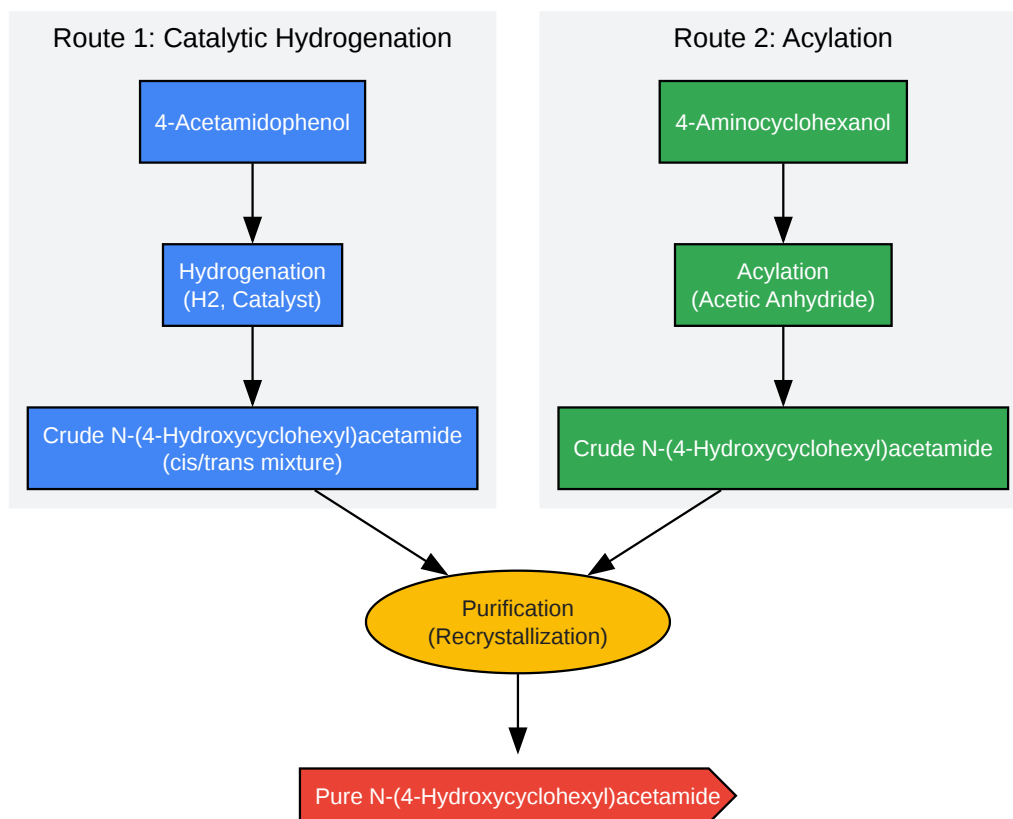 Route 1: Catalytic Hydrogenation
4-Acetamidophenol
Hydrogenation
(H2, Catalyst)
Crude N-(4-Hydroxycyclohexyl)acetamide
(cis/trans mixture)
Route 2: Acylation
4-Aminocyclohexanol
Acylation
(Acetic Anhydride)
Crude N-(4-Hydroxycyclohexyl)acetamide
Purification
(Recrystallization)
Pure N-(4-Hydroxycyclohexyl)acetamide